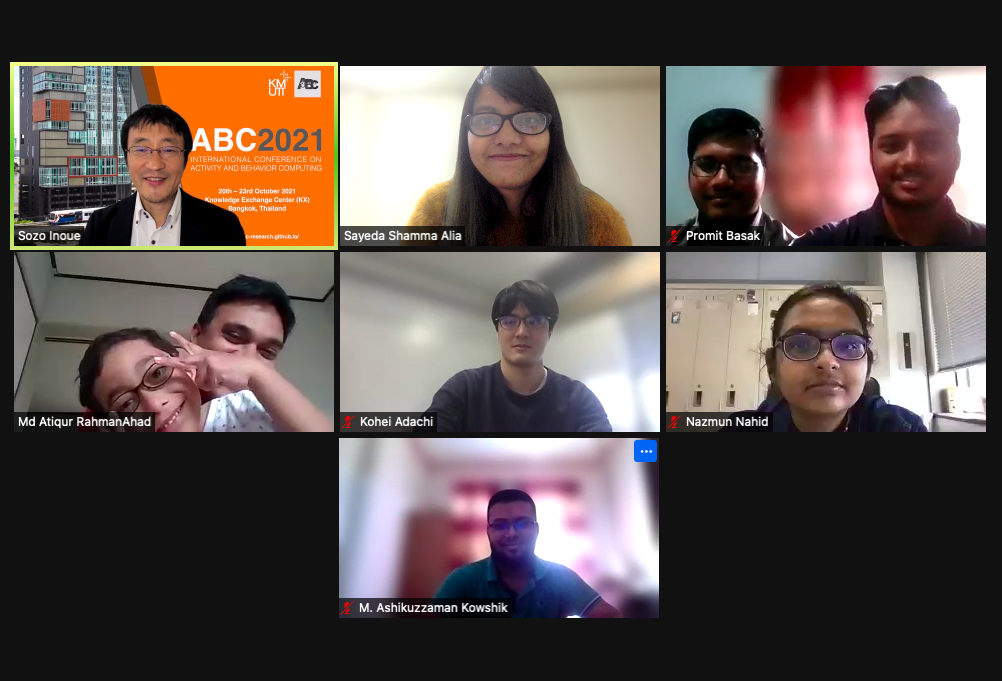 KM
UTT
ABC
ABC2021
INTERNATIONAL CONFERENCE ON
ACTIVITY AND BEHAVIOR COMPUTING
20th – 23rd October 2021
Knowledge Exchange Center (KX)
Bangkok, Thailand
c-research.github.io/
Sozo Inoue
Sayeda Shamma Alia
Promit Basak
Md Atiqur RahmanAhad
Kohei Adachi
Nazmun Nahid
M. Ashikuzzaman Kowshik